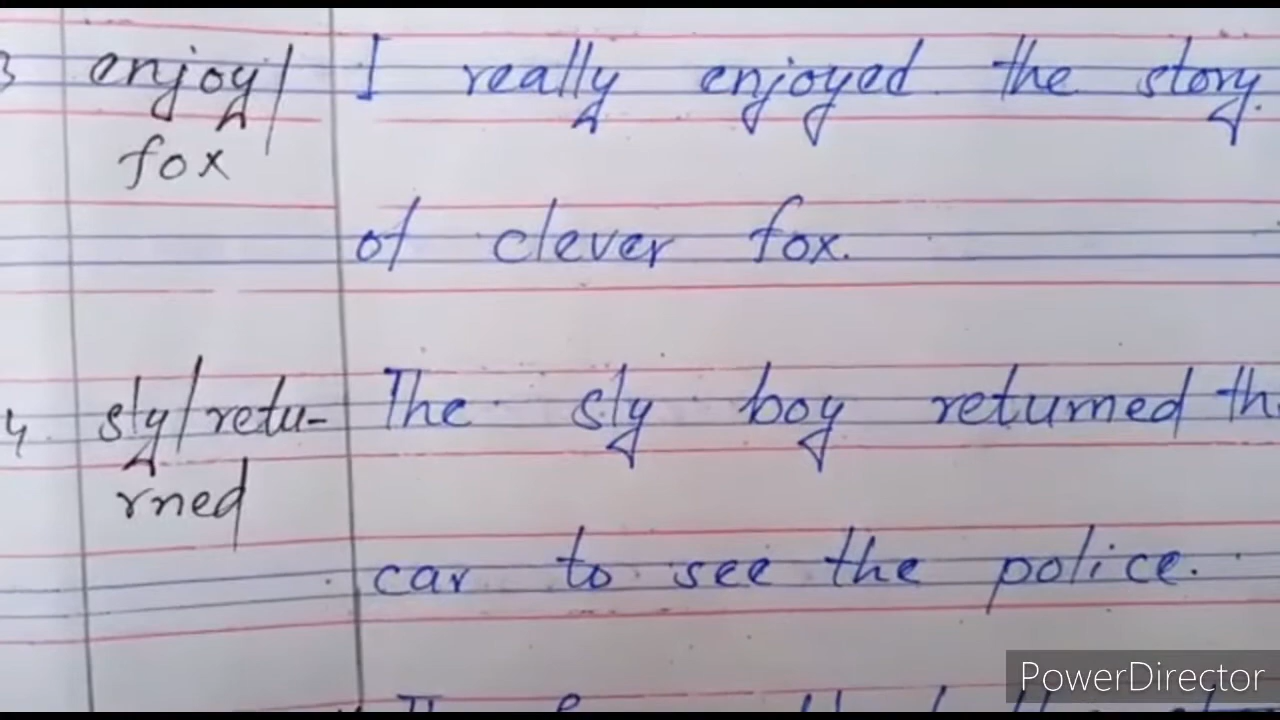 3 enjoy/ I really enjoyed the story.
fox
of clever fox.
4 sly/retu- The sly boy returned th
rned
car to see the police.
PowerDirector